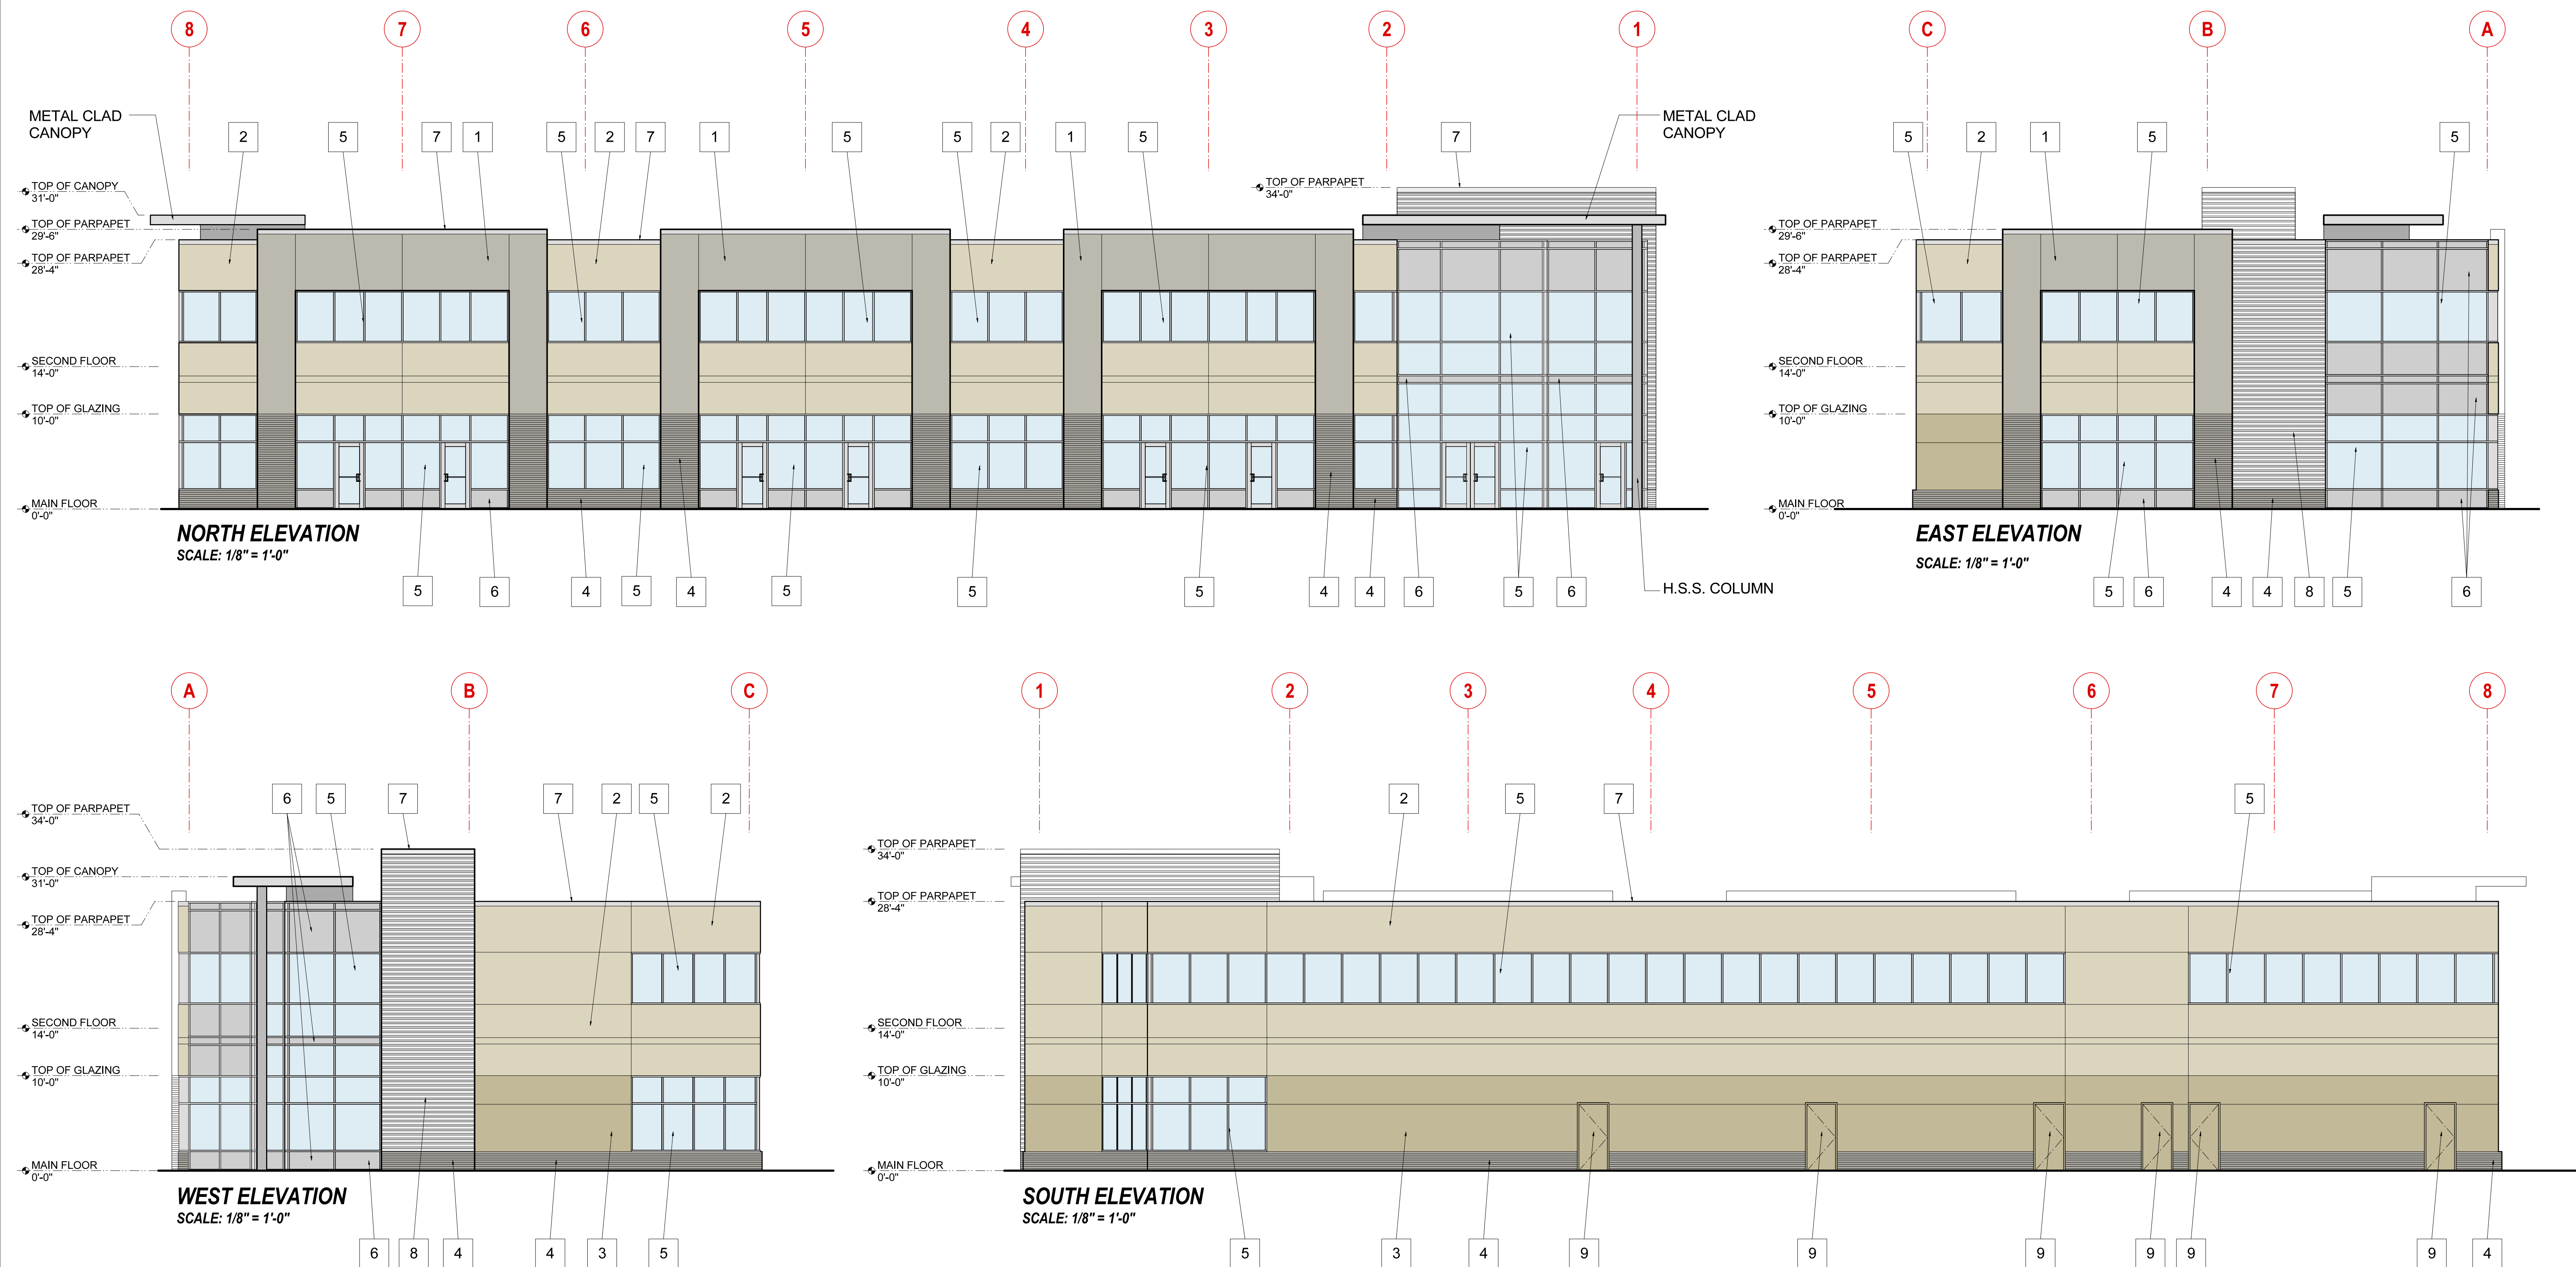 8 7 6 5 4 3 2 1
METAL CLAD
CANOPY
2 5 7 1 5 2 7 1 5 5 2 1 5 7
METAL CLAD
CANOPY
TOP OF CANOPY
31'-0"
TOP OF PARPAPET
29'-6"
TOP OF PARPAPET
28'-4"
TOP OF PARPAPET
34'-0"
SECOND FLOOR
14'-0"
TOP OF GLAZING
10'-0"
MAIN FLOOR
0'-0"
NORTH ELEVATION
SCALE: 1/8" = 1'-0"
5 6 4 5 4 5 5 5 4 4 6 5 6
H.S.S. COLUMN
C B A
5 2 1 5 5
TOP OF PARPAPET
29'-6"
TOP OF PARPAPET
28'-4"
SECOND FLOOR
14'-0"
TOP OF GLAZING
10'-0"
MAIN FLOOR
0'-0"
EAST ELEVATION
SCALE: 1/8" = 1'-0"
5 6 4 4 8 5 6
A B C
6 5 7 7 2 5 2
TOP OF PARPAPET
34'-0"
TOP OF CANOPY
31'-0"
TOP OF PARPAPET
28'-4"
SECOND FLOOR
14'-0"
TOP OF GLAZING
10'-0"
MAIN FLOOR
0'-0"
WEST ELEVATION
SCALE: 1/8" = 1'-0"
6 8 4 4 3 5
1 2 3 4 5 6 7 8
2 5 7 5
TOP OF PARPAPET
34'-0"
TOP OF PARPAPET
28'-4"
SECOND FLOOR
14'-0"
TOP OF GLAZING
10'-0"
MAIN FLOOR
0'-0"
SOUTH ELEVATION
SCALE: 1/8" = 1'-0"
5 3 4 9 9 9 9 9 9 4